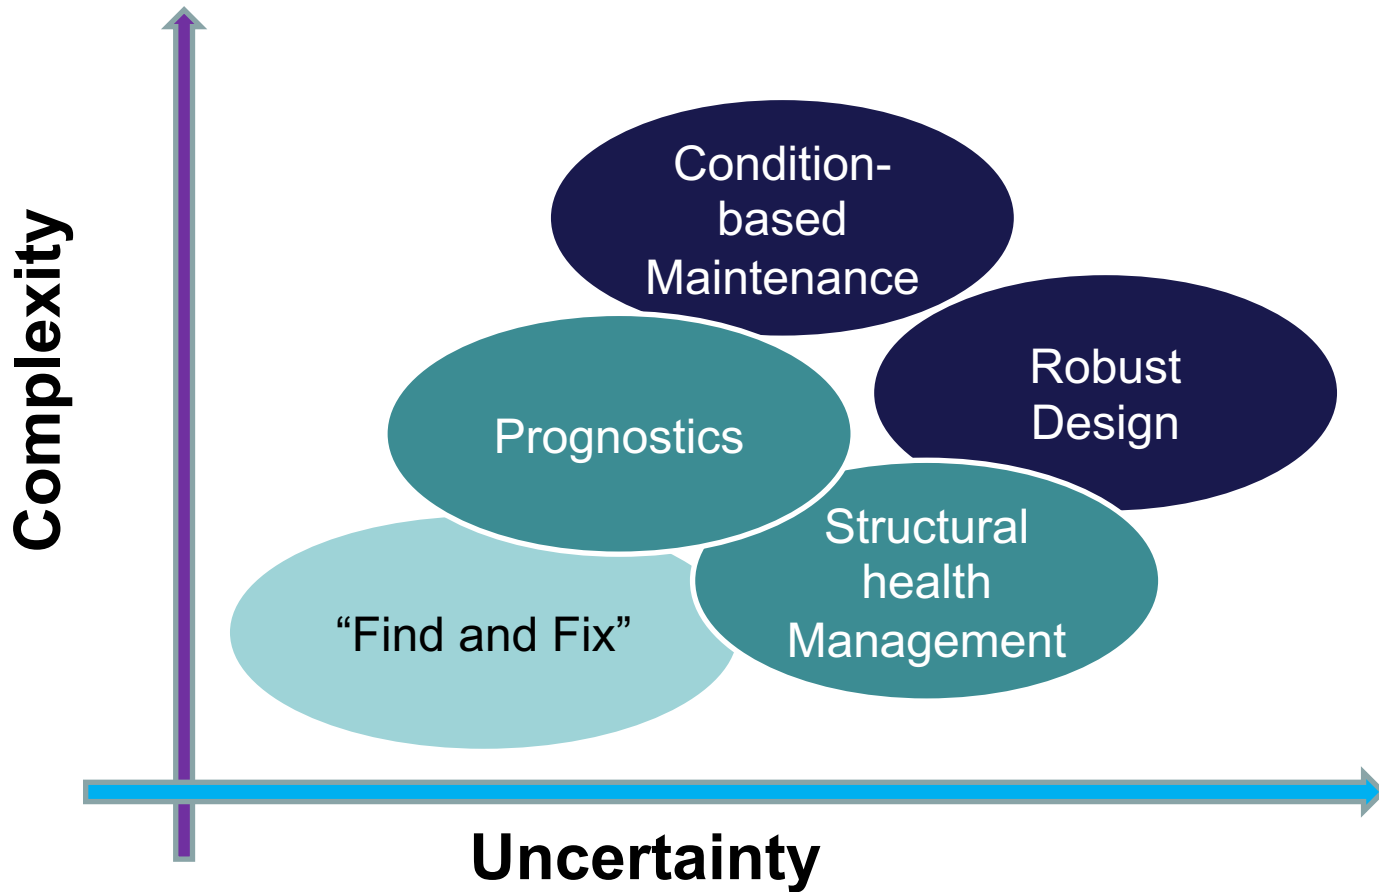 Complexity
Condition-
based
Maintenance
Robust
Design
Prognostics
Structural
health
Management
“Find and Fix”
Uncertainty